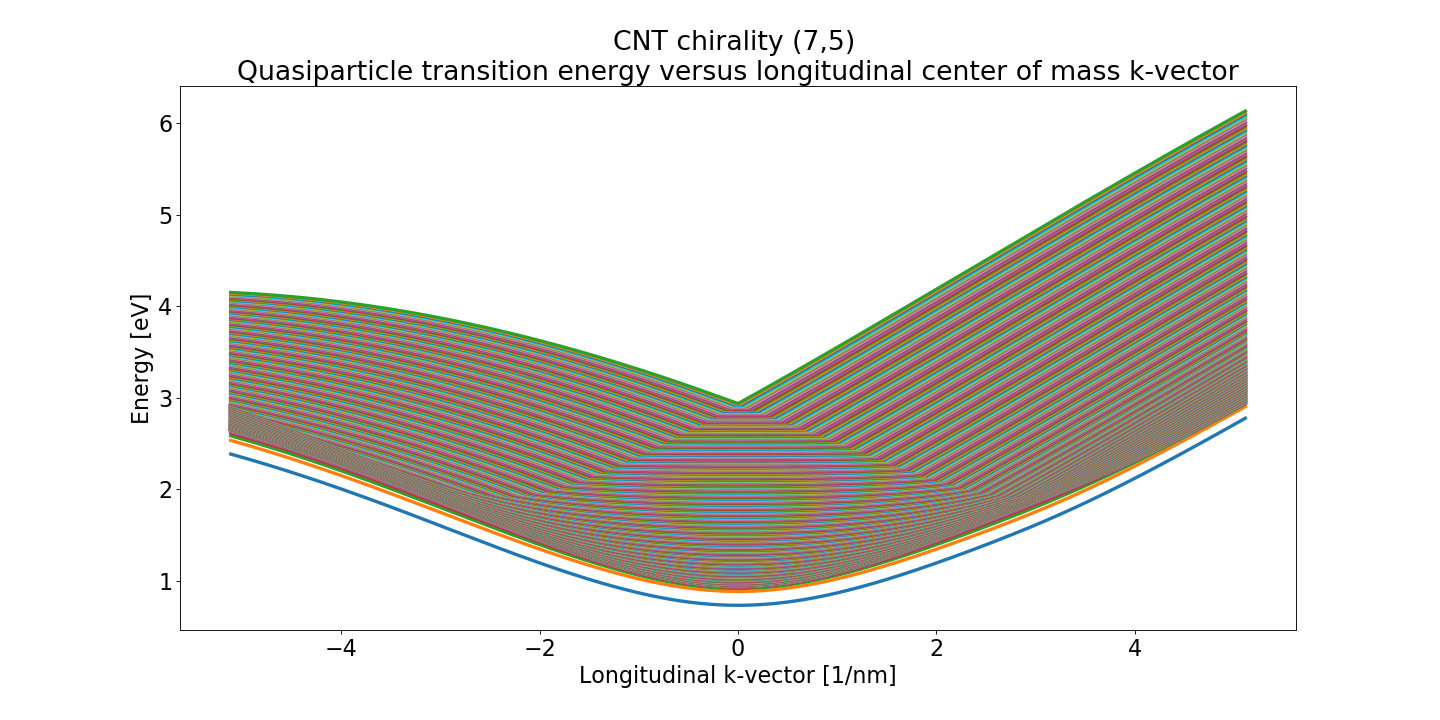 CNT chirality (7,5)
Quasiparticle transition energy versus longitudinal center of mass k-vector
6
5
4
3
2
1
Energy [eV]
−4
−2
0
2
4
Longitudinal k-vector [1/nm]